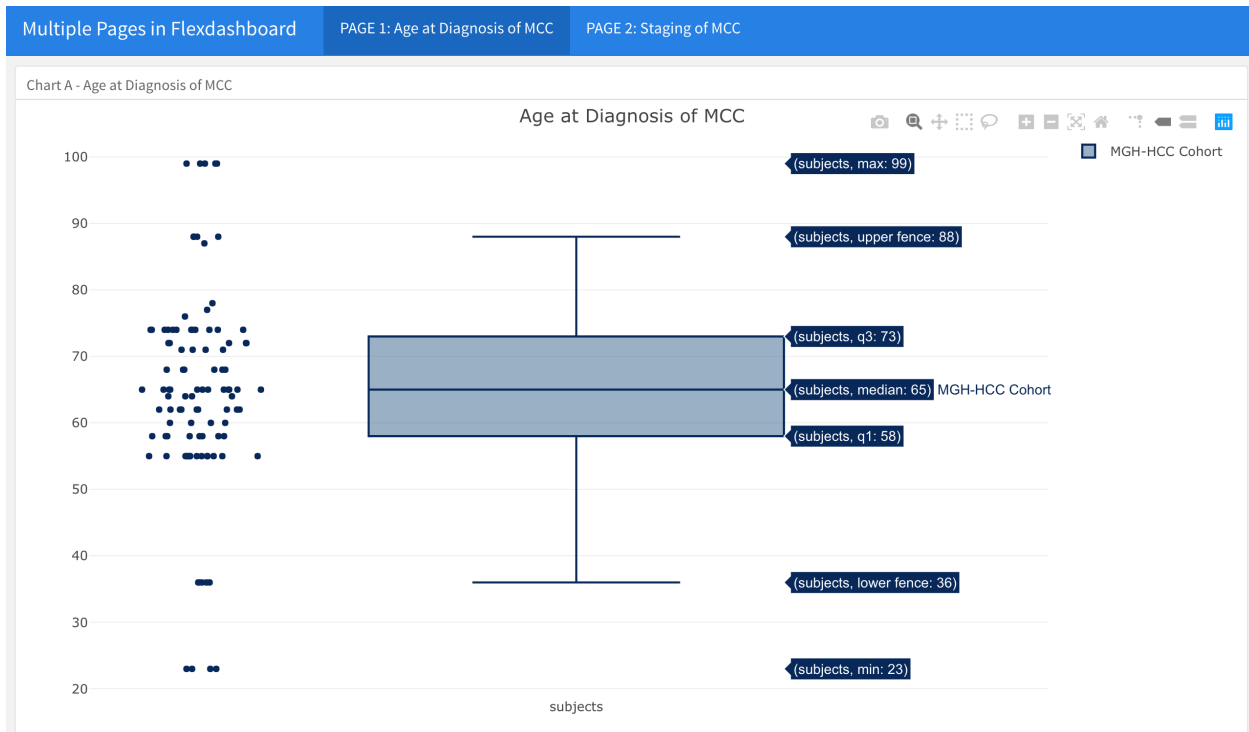 Multiple Pages in Flexdashboard PAGE 1: Age at Diagnosis of MCC PAGE 2: Staging of MCC
Chart A - Age at Diagnosis of MCC
Age at Diagnosis of MCC
MGH-HCC Cohort
100
(subjects, max: 99)
90
(subjects, upper fence: 88)
80
(subjects, q3: 73)
70
(subjects, median: 65) MGH-HCC Cohort
60
(subjects, q1: 58)
50
40
(subjects, lower fence: 36)
30
(subjects, min: 23)
20
subjects